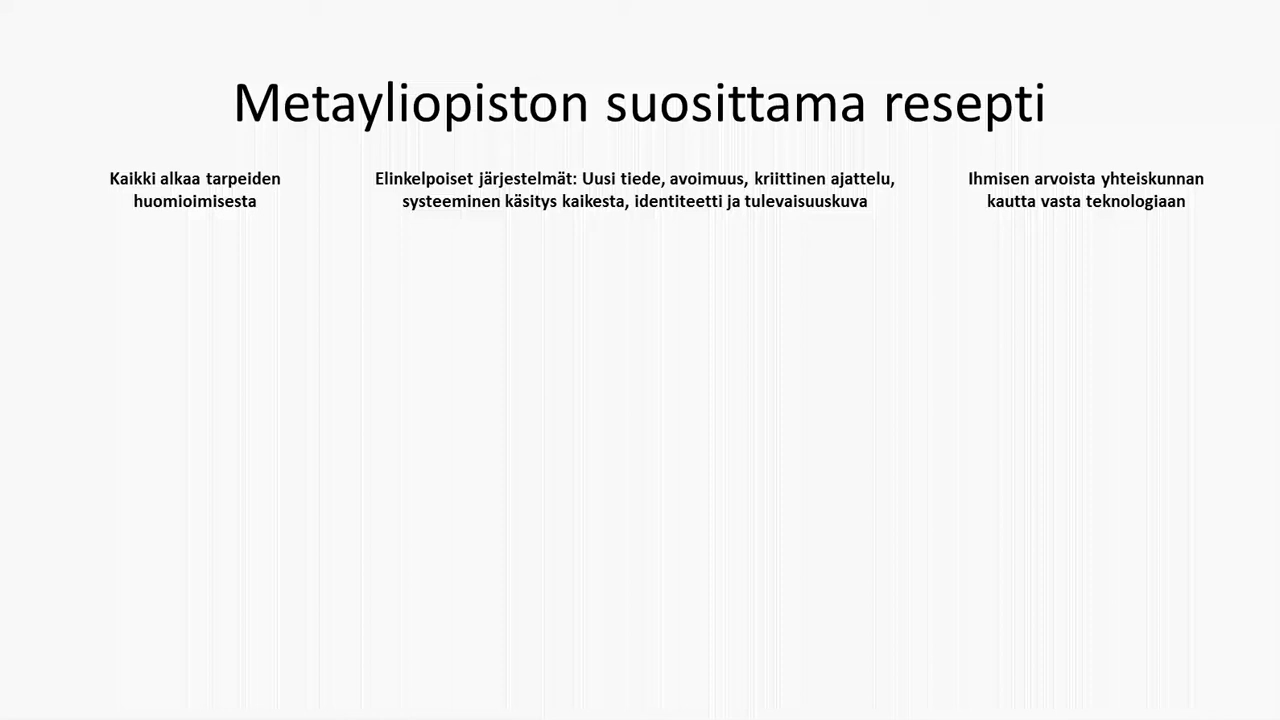 Metayliopiston suosittama resepti
Kaikki alkaa tarpeiden
huomioimisesta
Elinkelpoiset järjestelmät: Uusi tiede, avoimuus, kriittinen ajattelu,
systeeminen käsitys kaikesta, identiteetti ja tulevaisuuskuva
Ihmisen arvoista yhteiskunnan
kautta vasta teknologiaan